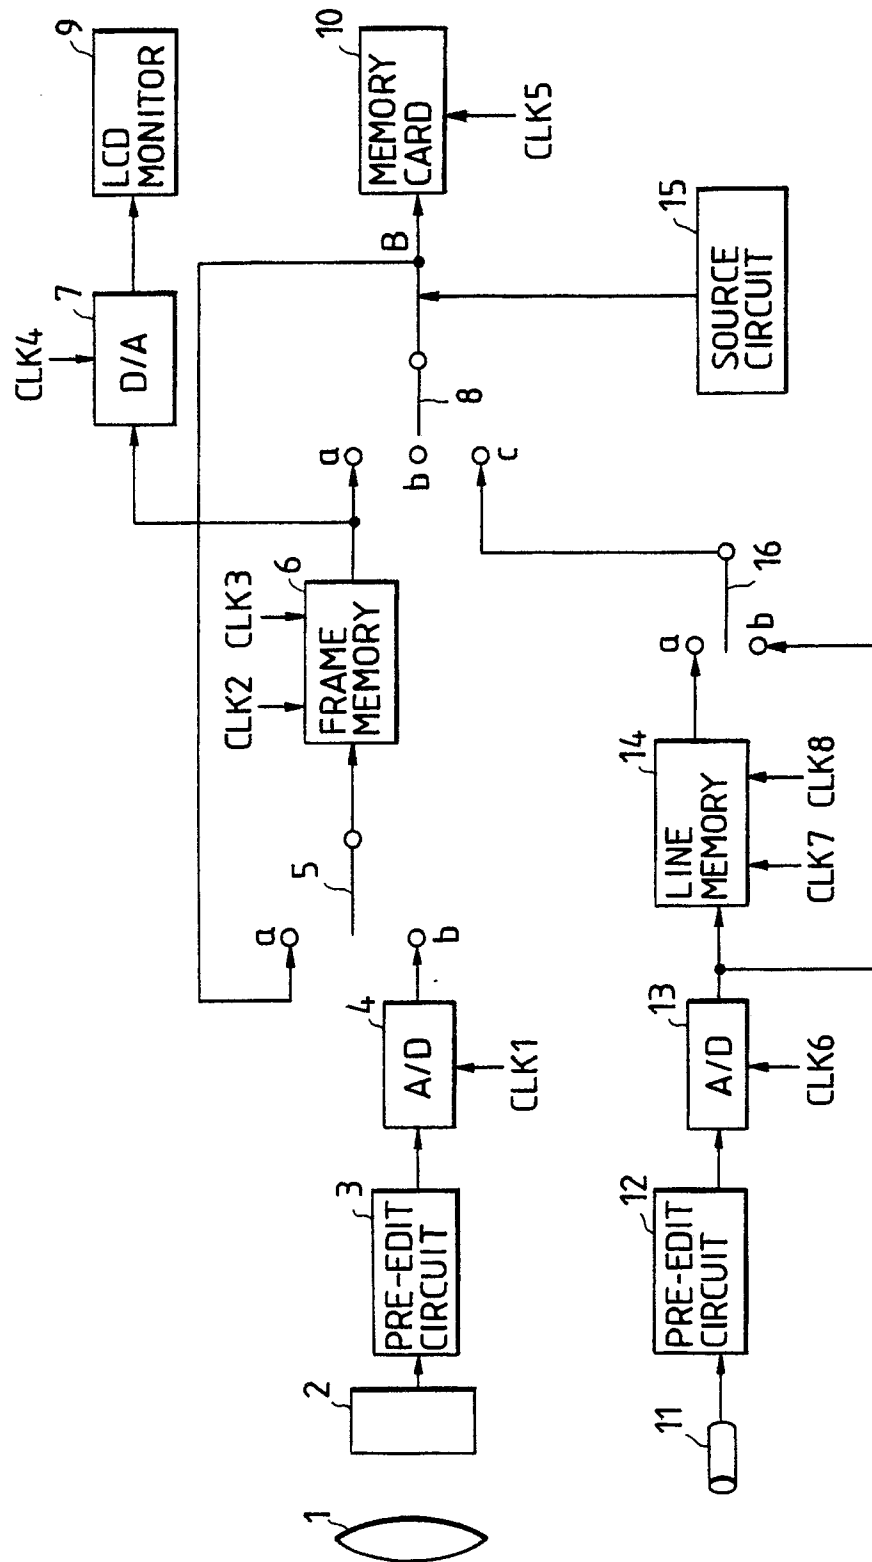 1
2
3
PRE-EDIT
CIRCUIT
4
A/D
CLK1
a
b
5
FRAME
MEMORY
6
CLK2
CLK3
7
D/A
CLK4
9
LCD
MONITOR
a
b
c
8
B
10
MEMORY
CARD
CLK5
11
12
PRE-EDIT
CIRCUIT
13
A/D
CLK6
14
LINE
MEMORY
CLK7
CLK8
a
b
16
15
SOURCE
CIRCUIT